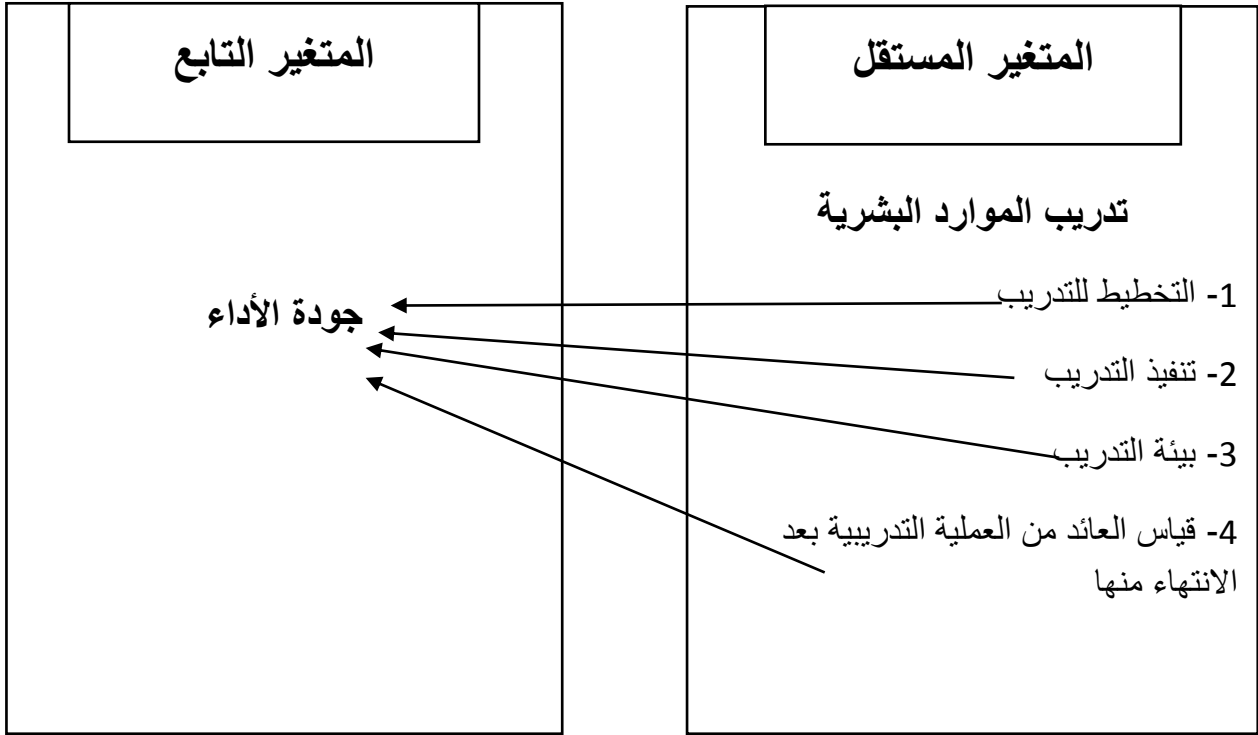 المتغير المستقل
تدريب الموارد البشرية
1- التخطيط للتدريب
2- تنفيذ التدريب
3- بيئة التدريب
4- قياس العائد من العملية التدريبية بعد
الانتهاء منها
المتغير التابع
جودة الأداء